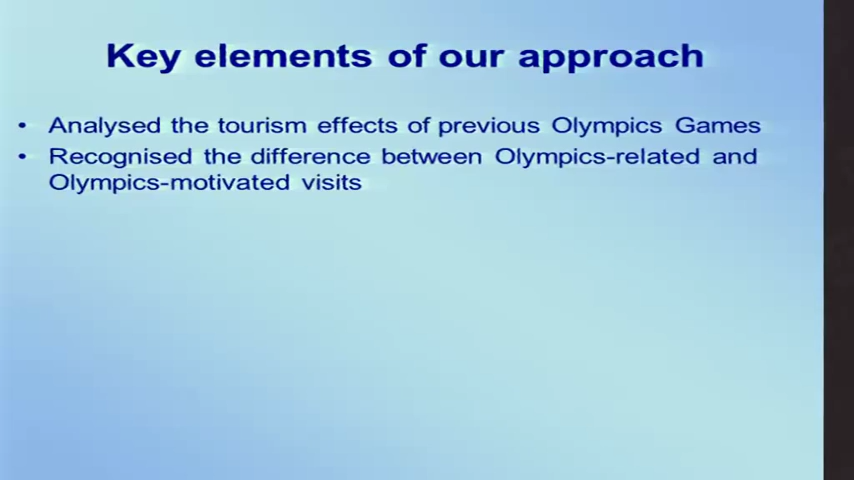 Key elements of our approach
• Analysed the tourism effects of previous Olympics Games
• Recognised the difference between Olympics-related and
Olympics-motivated visits